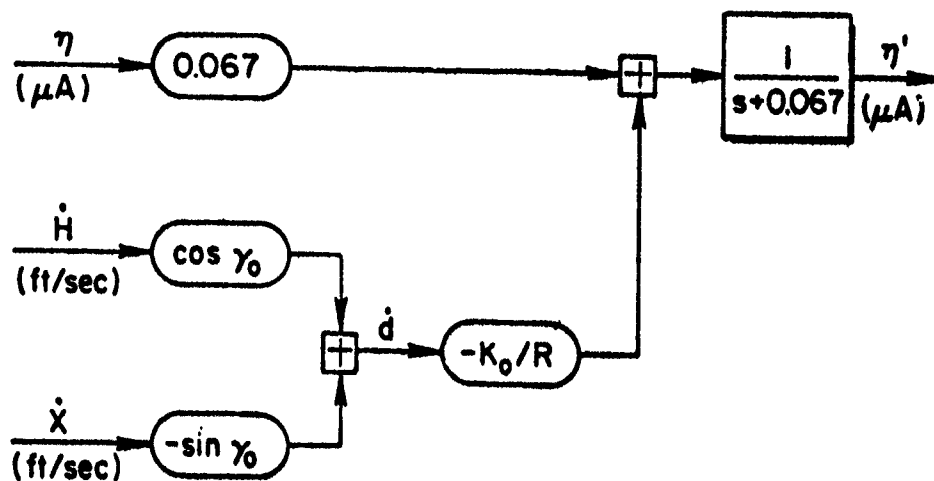 η
(μA)
0.067
+
1
s+0.067
η'
(μA)
Ḣ
(ft/sec)
cos γ₀
+
ḋ
-K₀/R
Ẋ
(ft/sec)
-sin γ₀